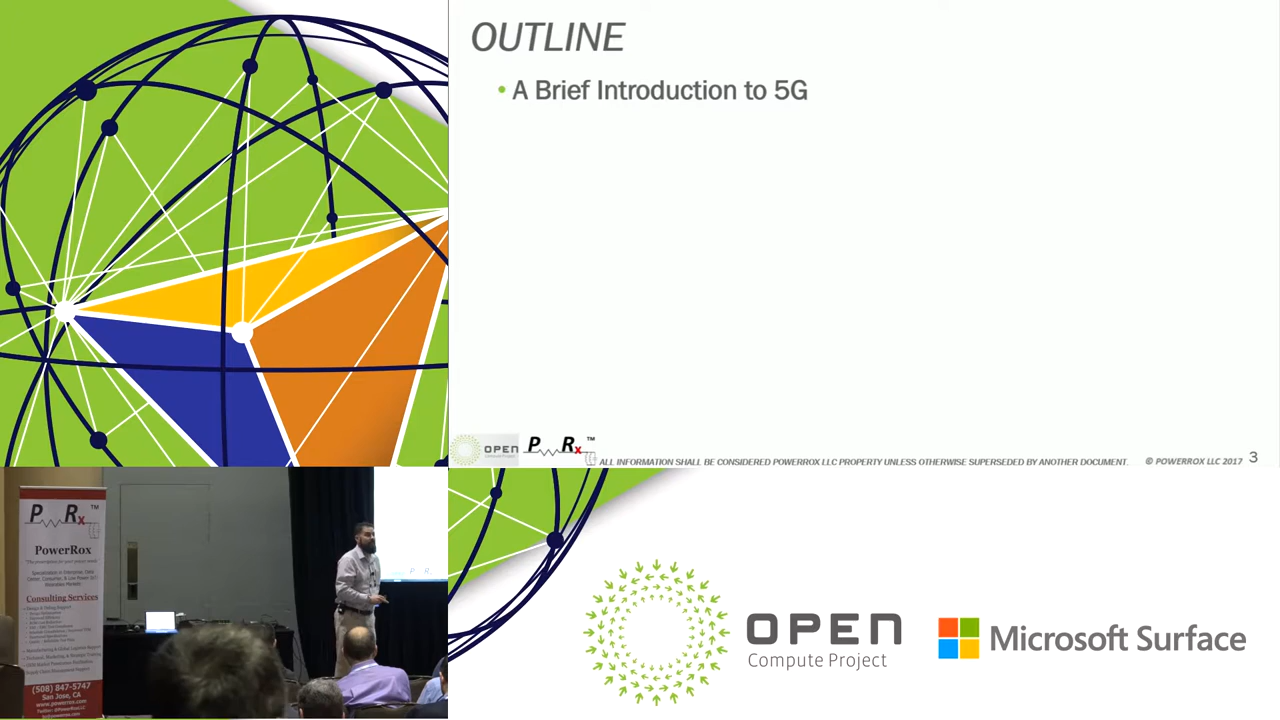 OUTLINE
• A Brief Introduction to 5G
OPEN
P Rx™
ALL INFORMATION SHALL BE CONSIDERED POWERROX LLC PROPERTY UNLESS OTHERWISE SUPERSEDED BY ANOTHER DOCUMENT. © POWERROX LLC 2017 3
P Rx™
PowerRox
Consulting Services
(508) 847-5747
San Jose, CA
www.powerrox.com
OPEN
Compute Project
Microsoft Surface